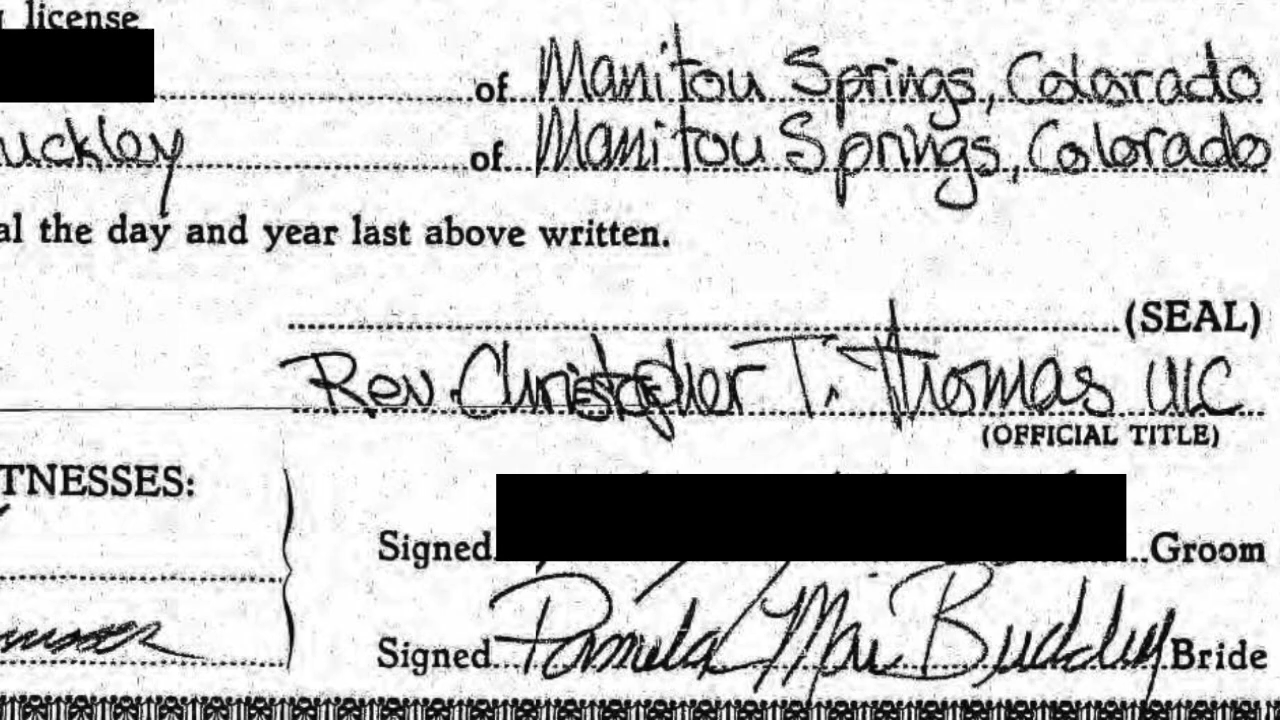 license
of Manitou Springs, Colorado
uckley of Manitou Springs, Colorado
al the day and year last above written.
(SEAL)
Rev. Christopher T. Thomas UC
(OFFICIAL TITLE)
TNESSES:
Signed Groom
Signed Pamela Mai Buckley Bride